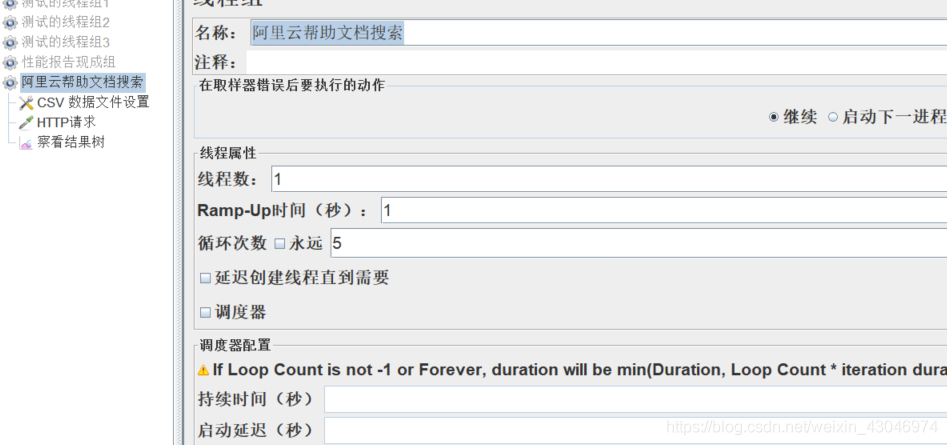 测试的线程组1
测试的线程组2
测试的线程组3
性能报告现成组
阿里云帮助文档搜索
CSV 数据文件设置
HTTP请求
察看结果树
线程组
名称： 阿里云帮助文档搜索
注释：
在取样器错误后要执行的动作
继续 启动下一进程
线程属性
线程数： 1
Ramp-Up时间（秒）： 1
循环次数 永远 5
延迟创建线程直到需要
调度器
调度器配置
If Loop Count is not -1 or Forever, duration will be min(Duration, Loop Count * iteration dura
持续时间（秒）
启动延迟（秒）
https://blog.csdn.net/weixin_43046974